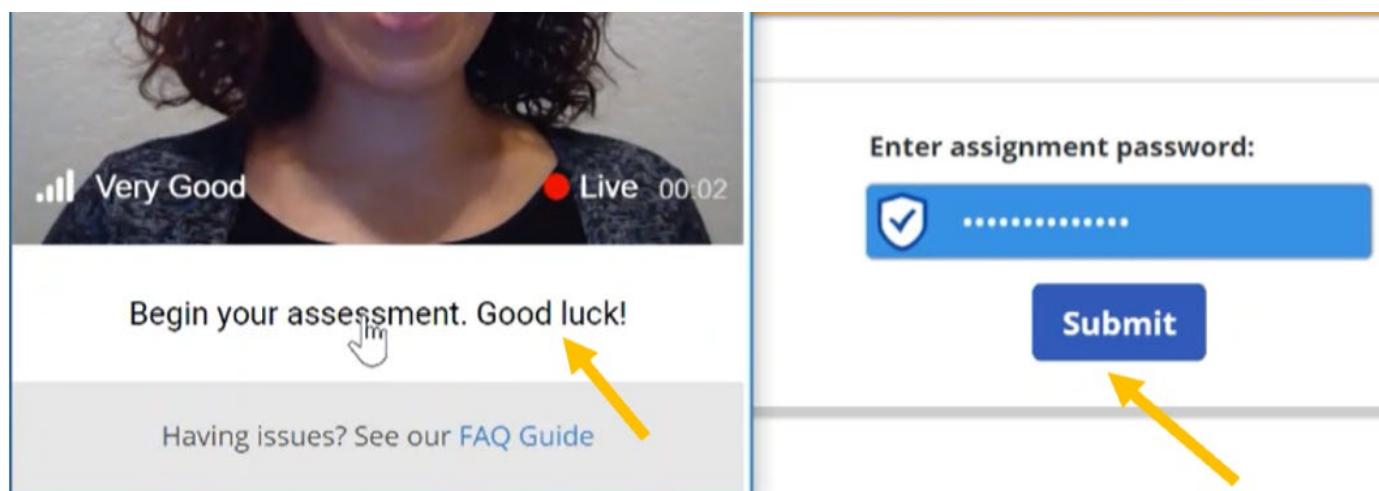 Very Good
Live 00:02
Begin your assessment. Good luck!
Having issues? See our FAQ Guide
Enter assignment password:
Submit